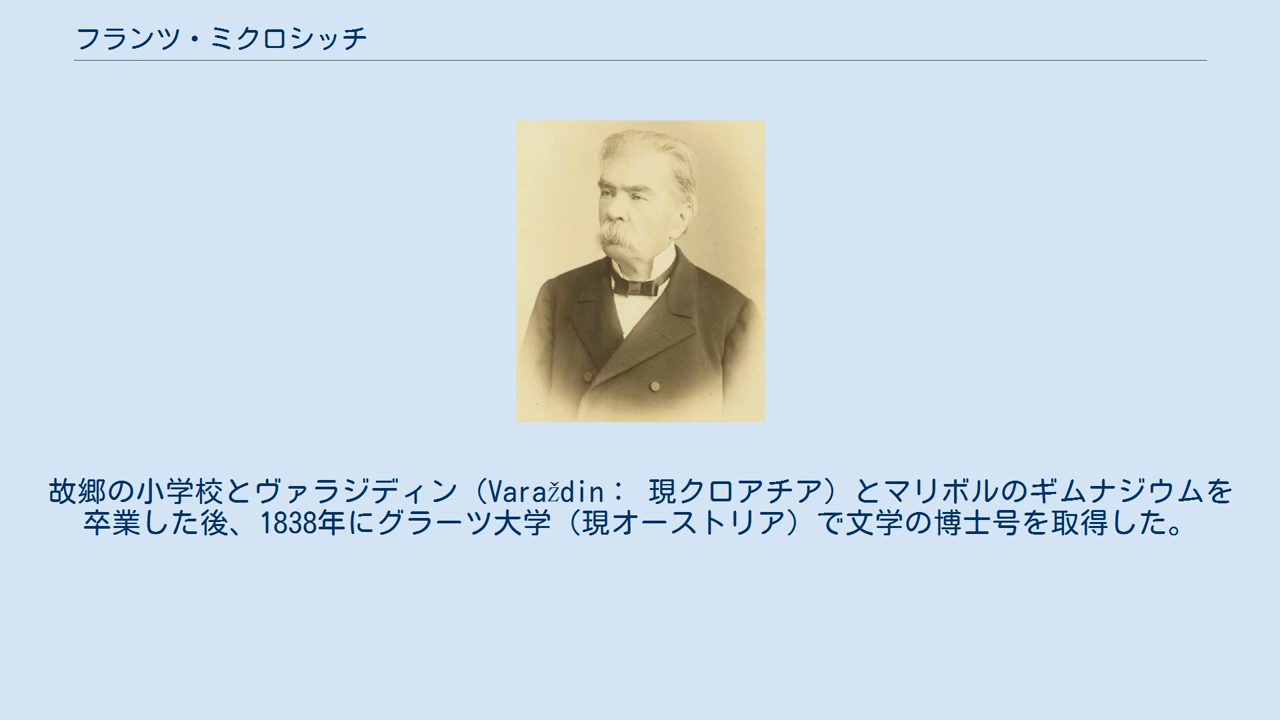 フランツ・ミクロシッチ
故郷の小学校とヴァラジディン（Varaždin： 現クロアチア）とマリボルのギムナジウムを
卒業した後、1838年にグラーツ大学（現オーストリア）で文学の博士号を取得した。